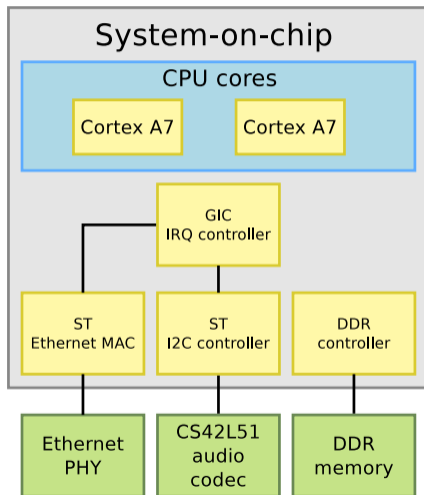 System-on-chip
CPU cores
Cortex A7
Cortex A7
GIC
IRQ controller
ST
Ethernet MAC
ST
I2C controller
DDR
controller
Ethernet
PHY
CS42L51
audio
codec
DDR
memory